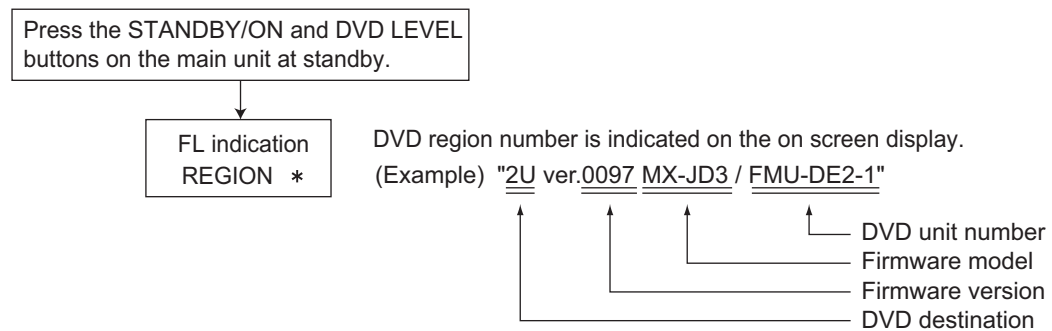 Press the STANDBY/ON and DVD LEVEL
buttons on the main unit at standby.
FL indication
REGION *
DVD region number is indicated on the on screen display.
(Example) "2U ver.0097 MX-JD3 / FMU-DE2-1"
DVD unit number
Firmware model
Firmware version
DVD destination